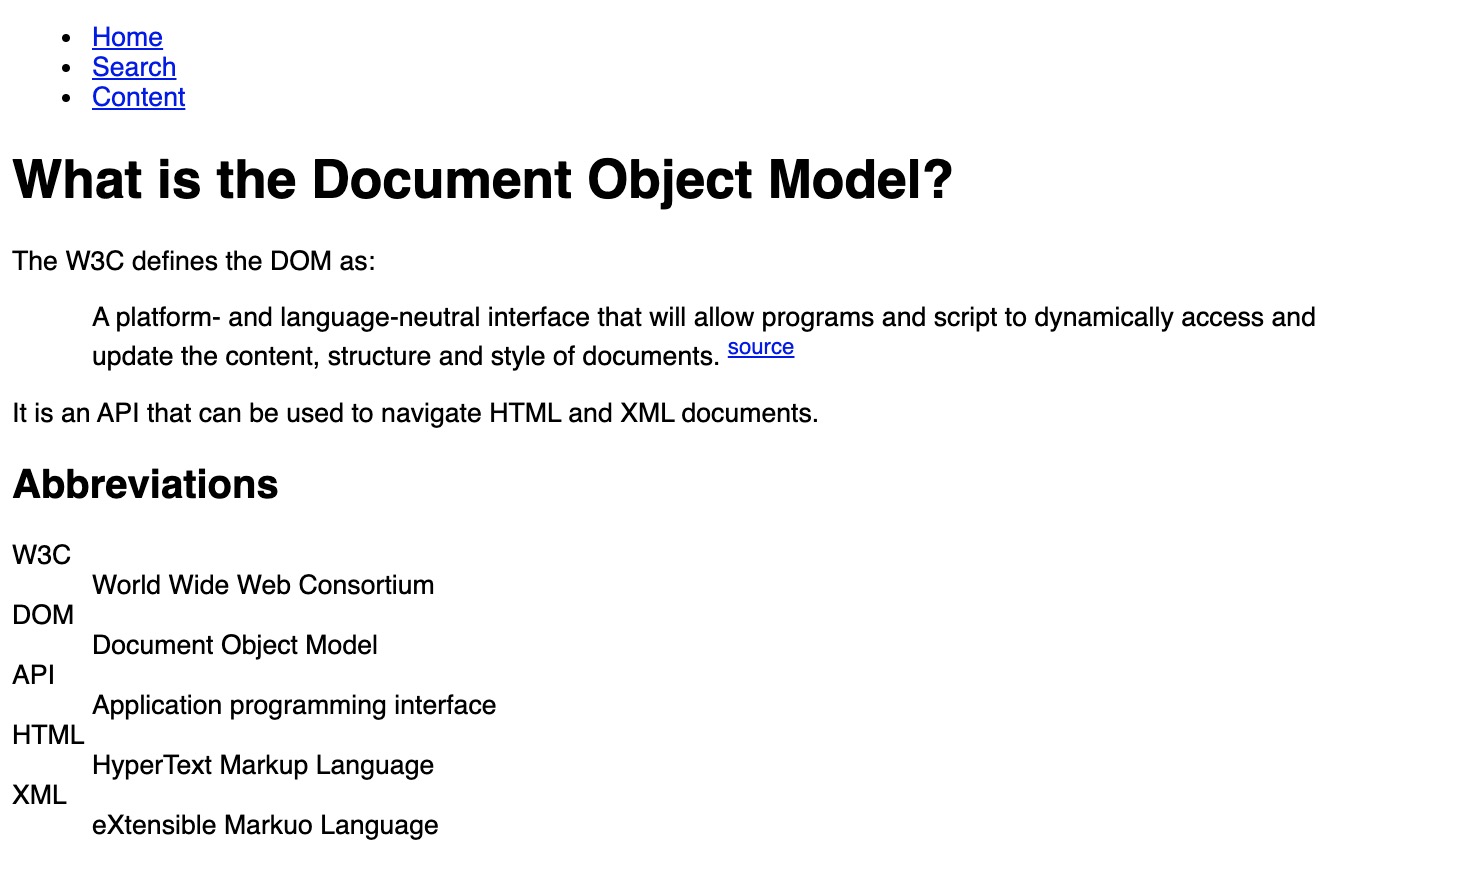 Home
Search
Content
What is the Document Object Model?
The W3C defines the DOM as:
A platform- and language-neutral interface that will allow programs and script to dynamically access and
update the content, structure and style of documents. source
It is an API that can be used to navigate HTML and XML documents.
Abbreviations
W3C
World Wide Web Consortium
DOM
Document Object Model
API
Application programming interface
HTML
HyperText Markup Language
XML
eXtensible Markuo Language